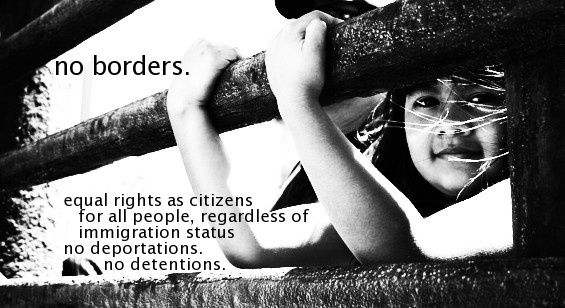 no borders.
equal rights as citizens
for all people, regardless of
immigration status
no deportations.
no detentions.